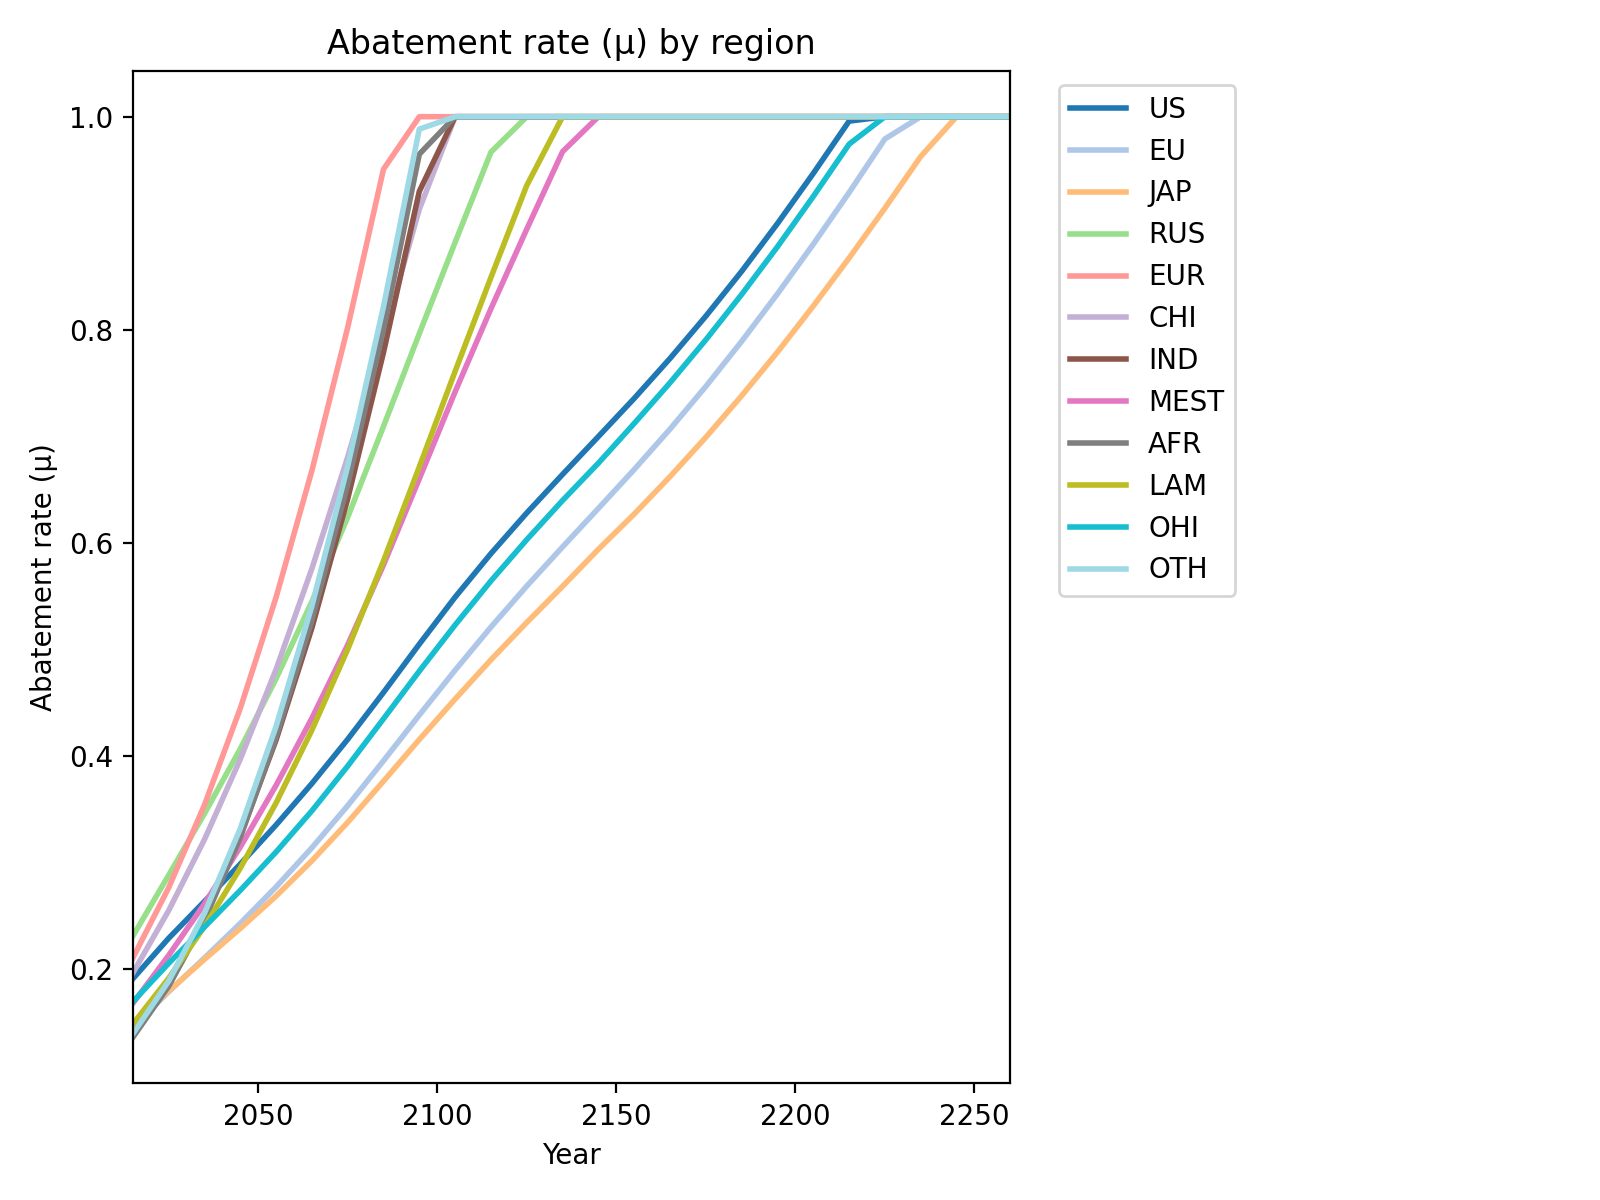 Abatement rate (μ) by region
Abatement rate (μ)
1.0
0.8
0.6
0.4
0.2
2050 2100 2150 2200 2250
Year
US
EU
JAP
RUS
EUR
CHI
IND
MEST
AFR
LAM
OHI
OTH